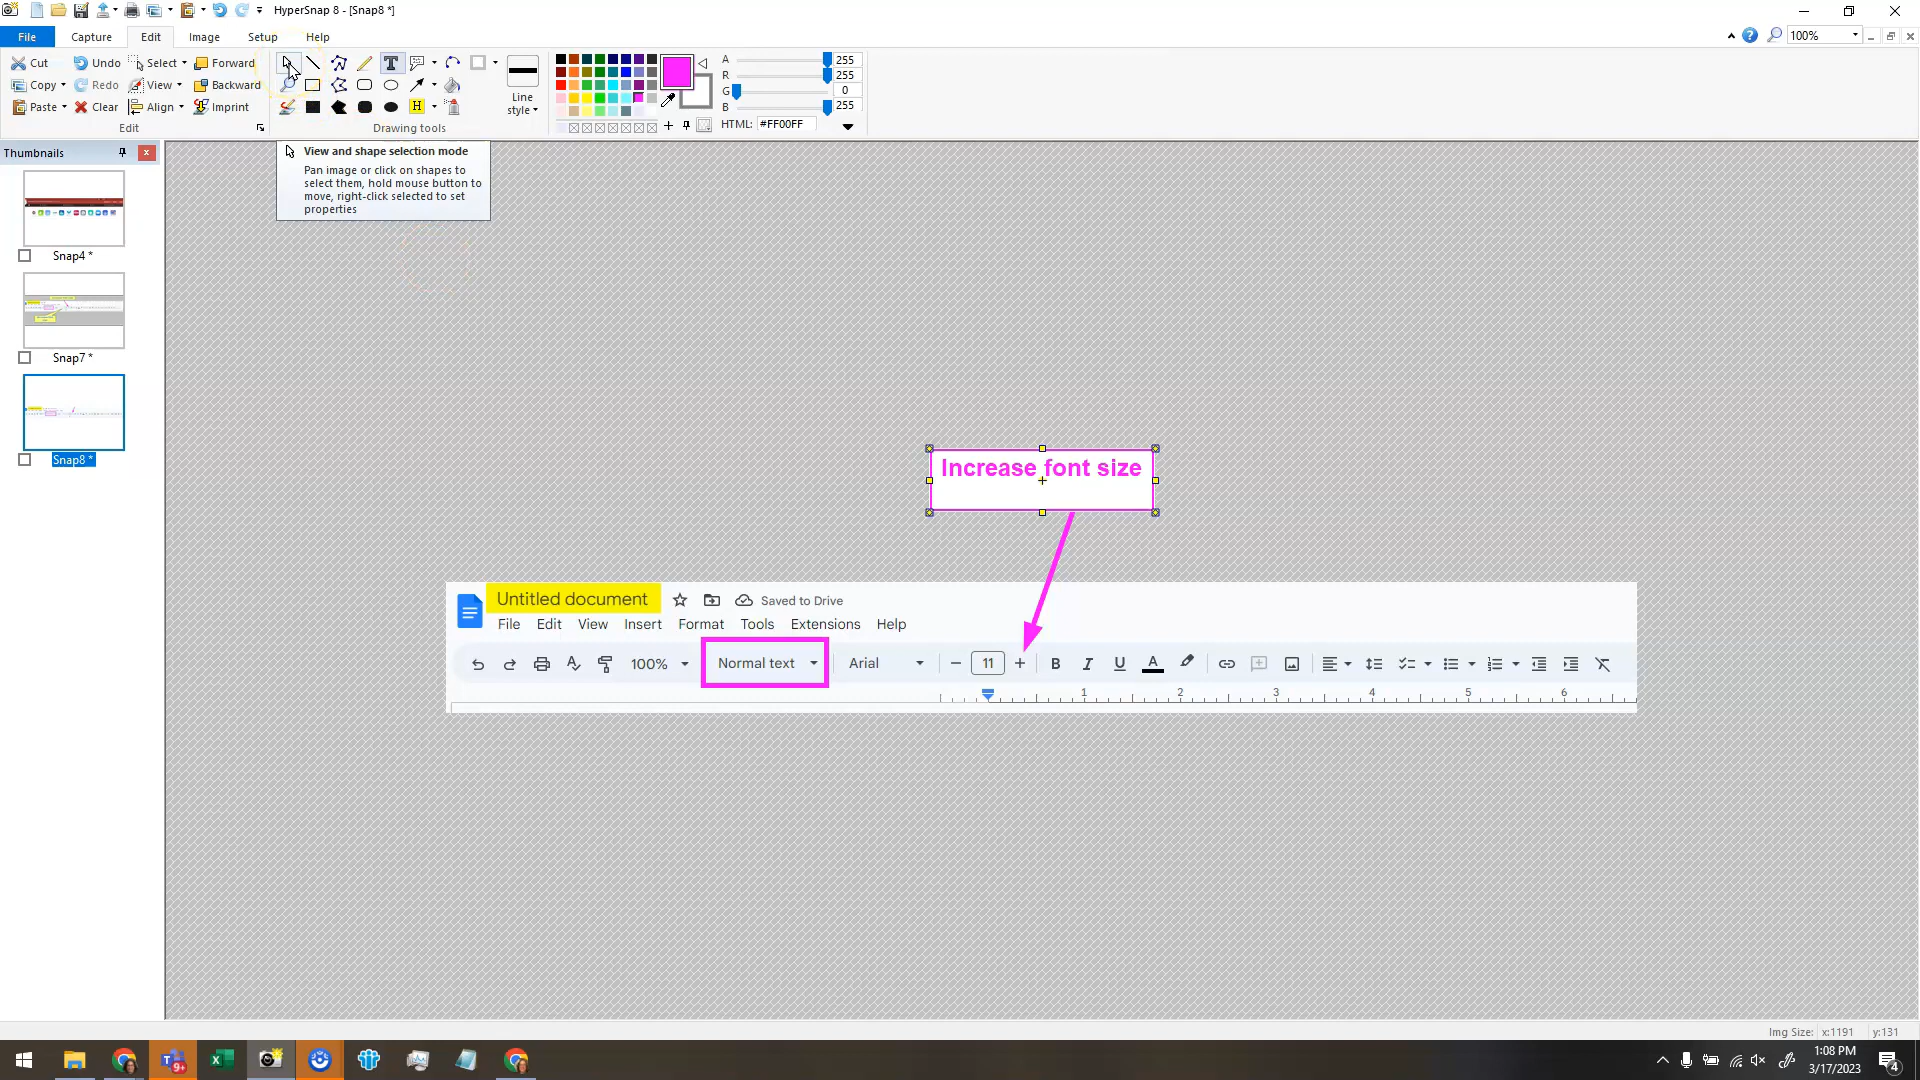 HyperSnap 8 - [Snap8 *]
100%
File Capture Edit Image Setup Help
Cut Undo Select Forward
Copy Redo View Backward
Paste Clear Align Imprint
Edit
T
H
Drawing tools
Line
style
A 255
R 255
G 0
B 255
HTML: #FF00FF
Thumbnails
View and shape selection mode
Pan image or click on shapes to
select them, hold mouse button to
move, right-click selected to set
properties
Snap4 *
Snap7 *
Snap8 *
Increase font size
Untitled document Saved to Drive
File Edit View Insert Format Tools Extensions Help
100% Normal text Arial − 11 + B I U A
1 2 3 4 5 6
Img Size: x:1191 y:131
9+
1:08 PM
3/17/2023
4